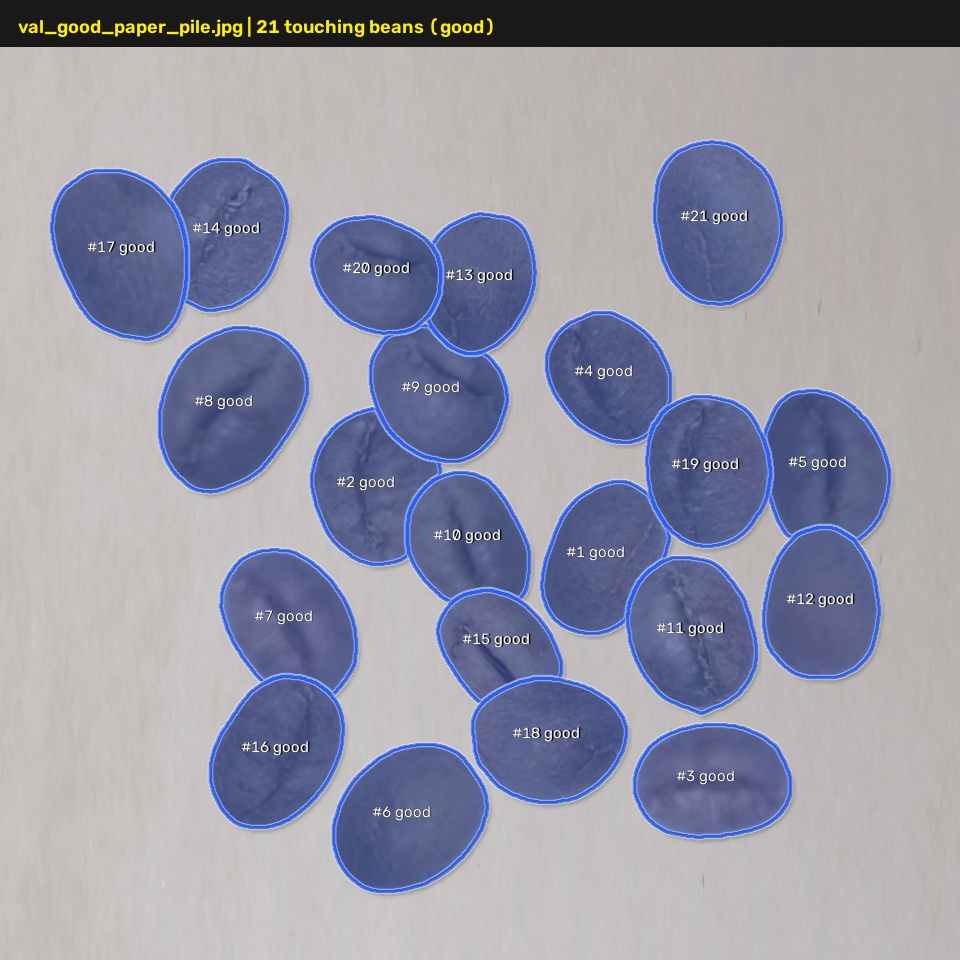 val_good_paper_pile.jpg | 21 touching beans (good)
#21 good
#14 good
#17 good
#20 good
#13 good
#4 good
#9 good
#8 good
#5 good
#19 good
#2 good
#10 good
#1 good
#12 good
#7 good
#11 good
#15 good
#18 good
#16 good
#3 good
#6 good